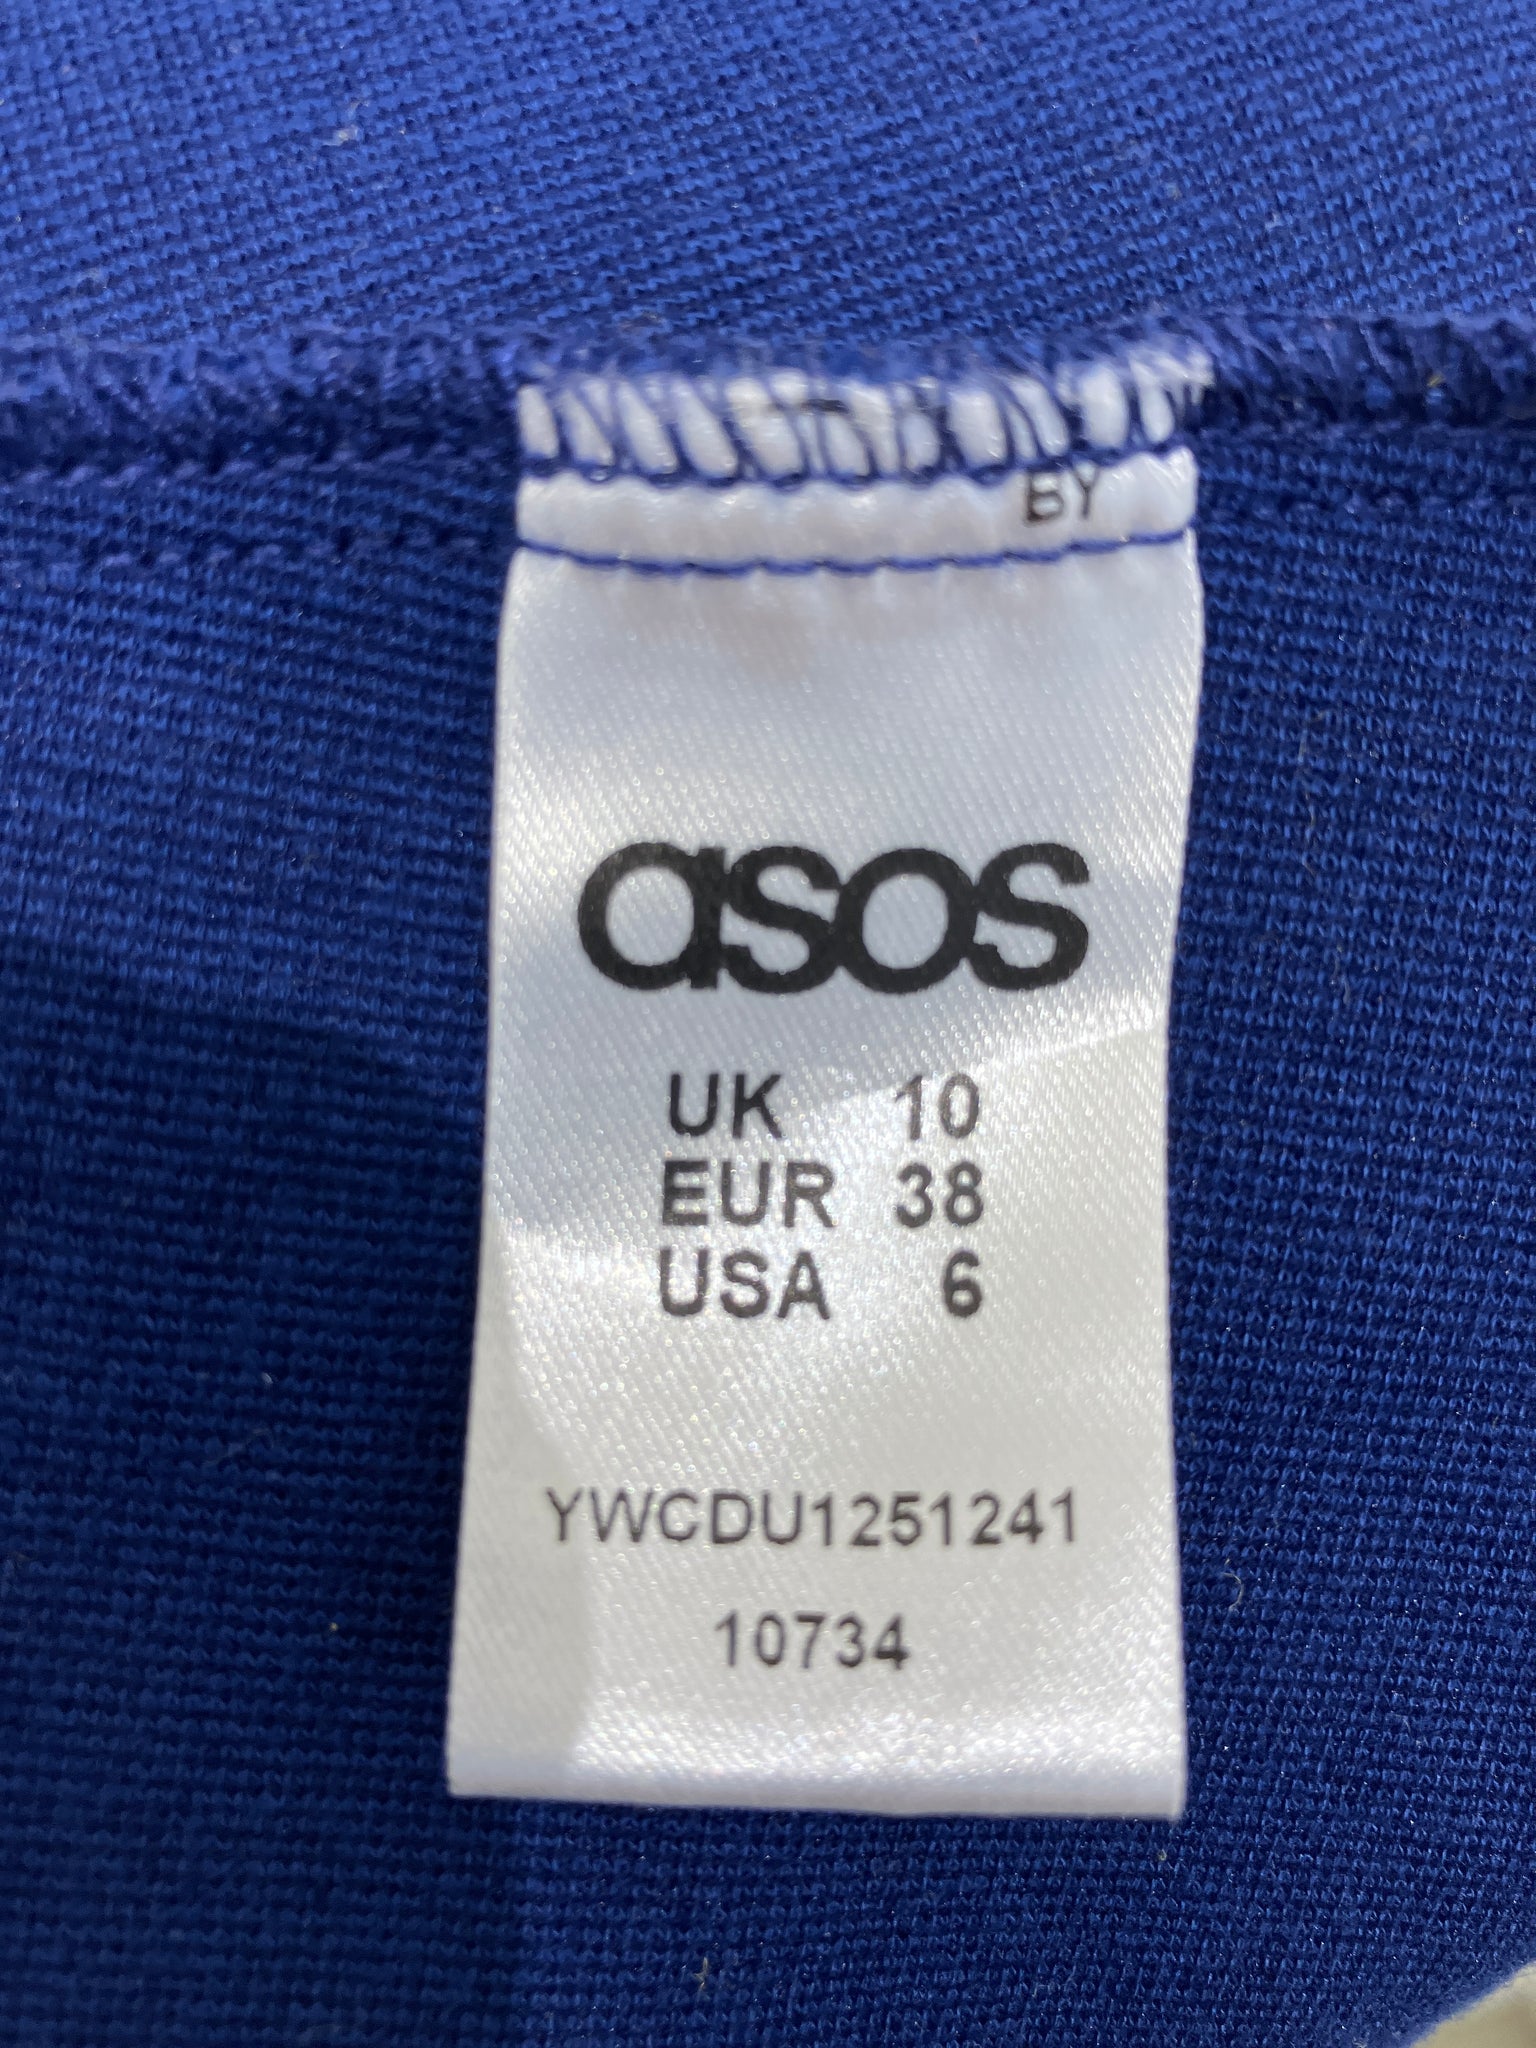 BY
asos
UK 10
EUR 38
USA 6
YWCDU1251241
10734